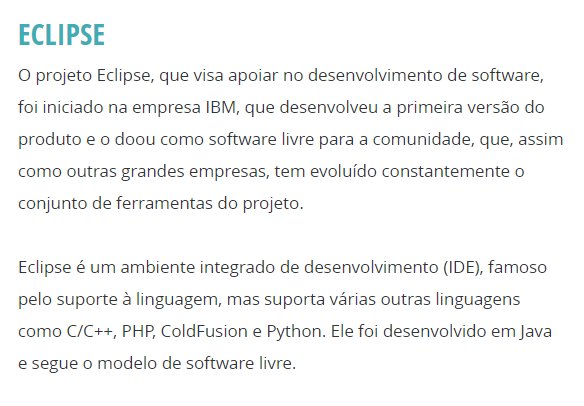 ECLIPSE
O projeto Eclipse, que visa apoiar no desenvolvimento de software,
foi iniciado na empresa IBM, que desenvolveu a primeira versão do
produto e o doou como software livre para a comunidade, que, assim
como outras grandes empresas, tem evoluído constantemente o
conjunto de ferramentas do projeto.
Eclipse é um ambiente integrado de desenvolvimento (IDE), famoso
pelo suporte à linguagem, mas suporta várias outras linguagens
como C/C++, PHP, ColdFusion e Python. Ele foi desenvolvido em Java
e segue o modelo de software livre.